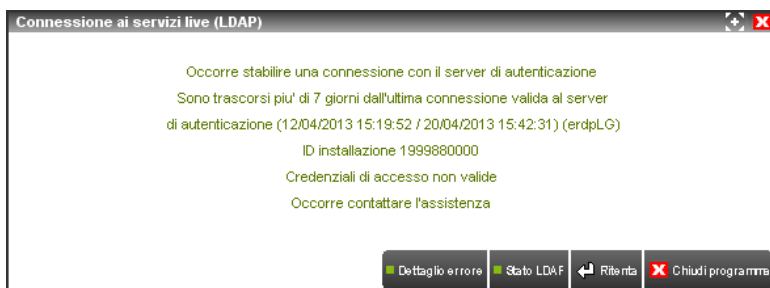 Connessione ai servizi live (LDAP)
Occorre stabilire una connessione con il server di autenticazione
Sono trascorsi piu' di 7 giorni dall'ultima connessione valida al server
di autenticazione (12/04/2013 15:19:52 / 20/04/2013 15:42:31) (erdpLG)
ID installazione 1999880000
Credenziali di accesso non valide
Occorre contattare l'assistenza
Dettaglio errore Stato LDAP Ritenta Chiudi programma